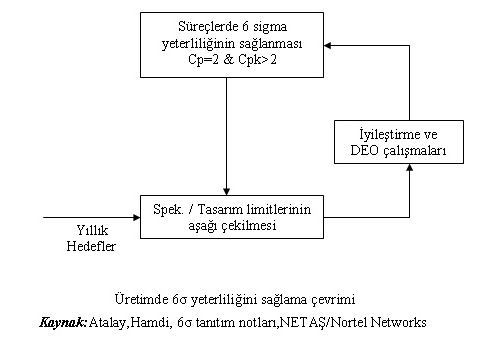 Süreçlerde 6 sigma
yeterliliğinin sağlanması
Cp=2 & Cpk>2
İyileştirme ve
DEO çalışmaları
Spek. / Tasarım limitlerinin
aşağı çekilmesi
Yıllık
Hedefler
Üretimde 6σ yeterliliğini sağlama çevrimi
Kaynak:Atalay,Hamdi, 6σ tanıtım notları,NETAŞ/Nortel Networks